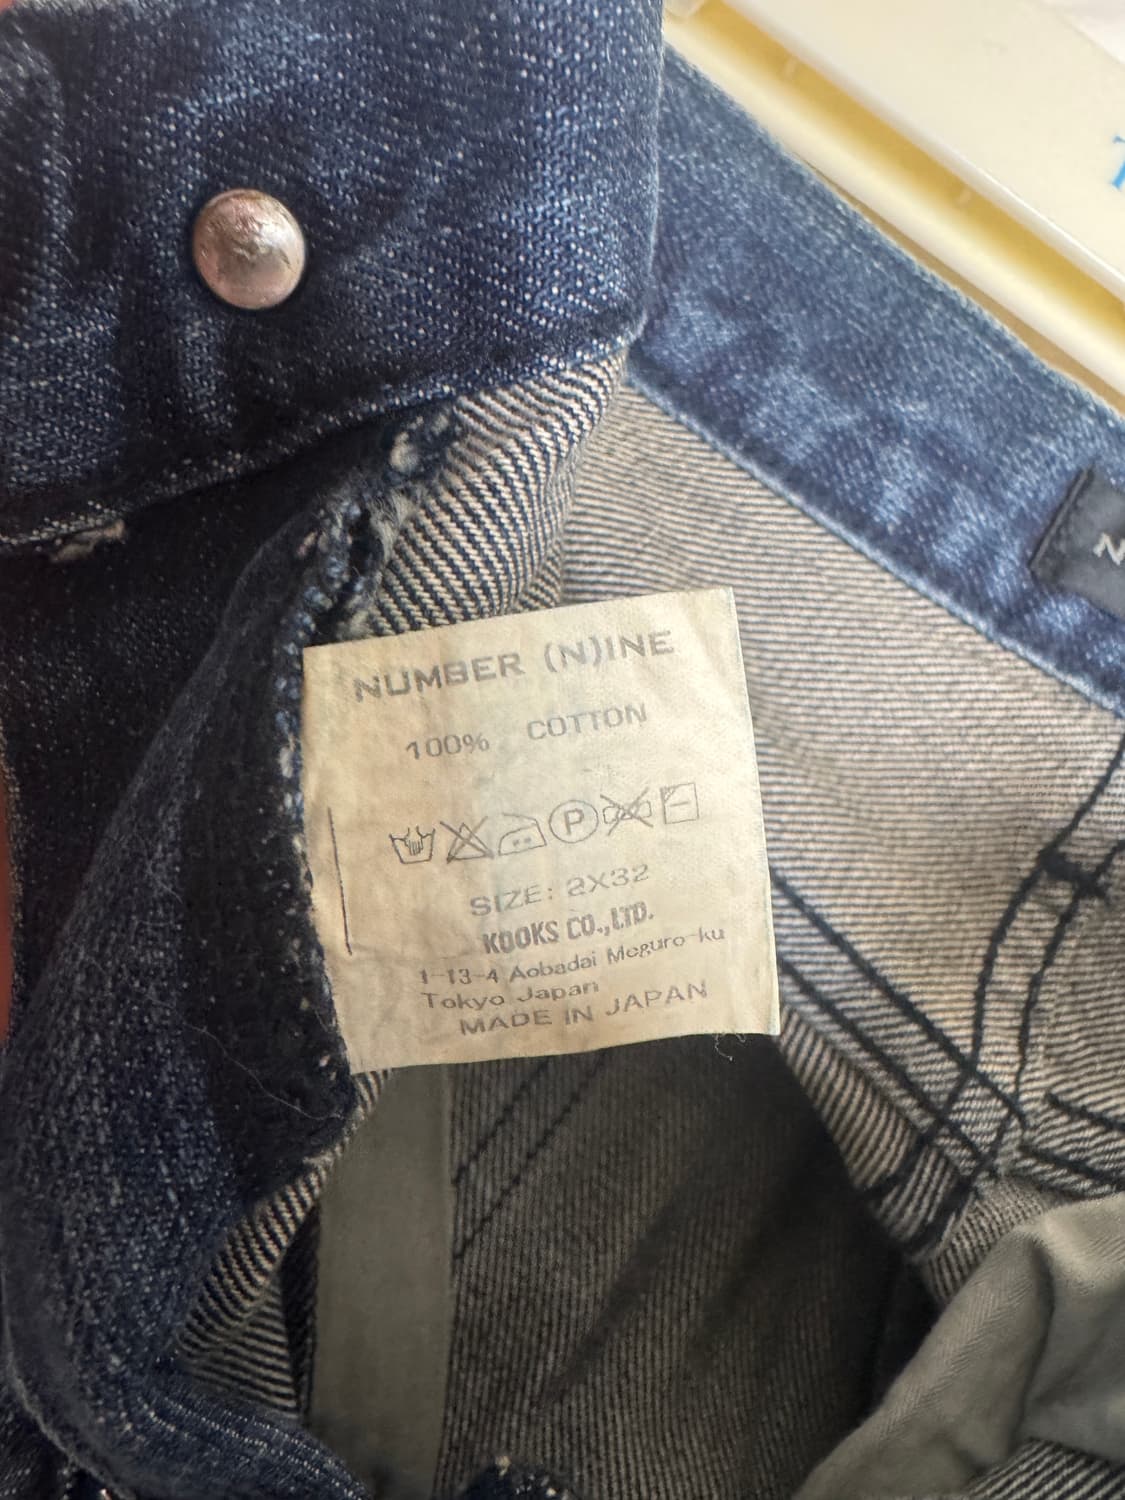 NUMBER (N)INE
100% COTTON
P
SIZE: 2X32
KOOKS CO.,LTD.
1-13-4 Aobadai Meguro-ku
Tokyo Japan
MADE IN JAPAN
N